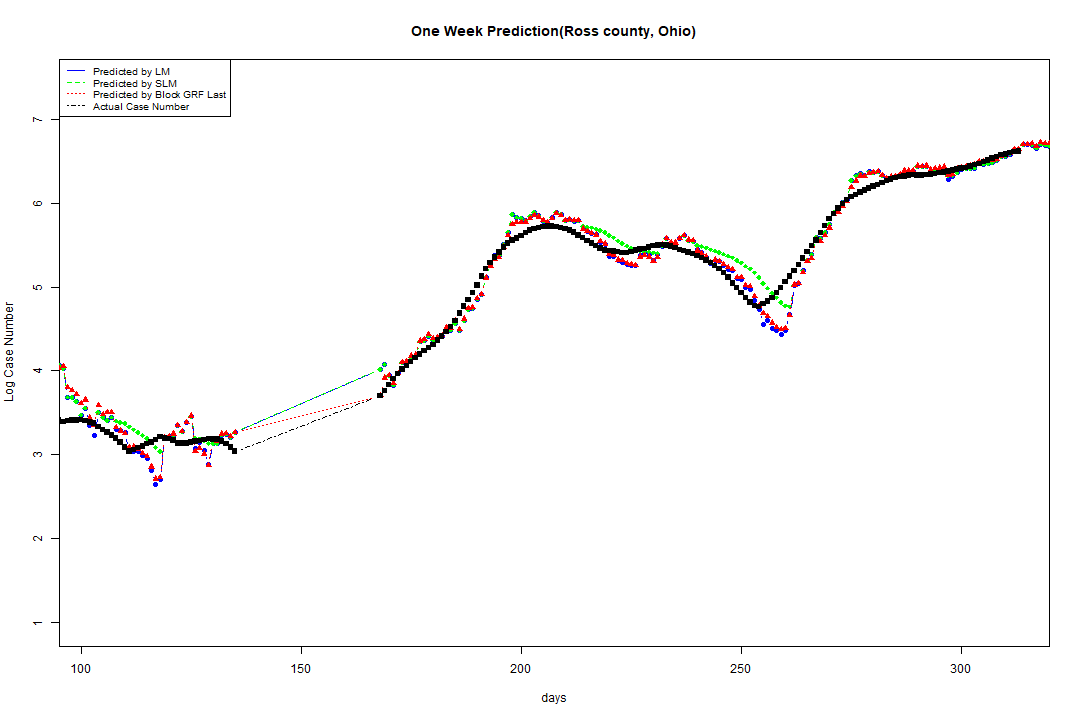 One Week Prediction(Ross county, Ohio)
Predicted by LM
Predicted by SLM
Predicted by Block GRF Last
Actual Case Number
7
6
5
4
3
2
1
Log Case Number
100 150 200 250 300
days